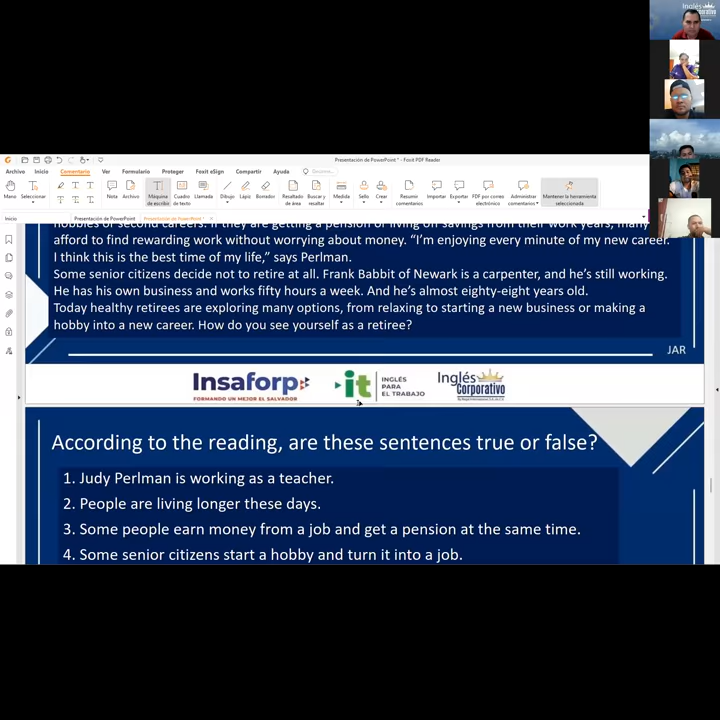 Inglés
Corporativo
Presentación de PowerPoint * - Foxit PDF Reader
Archivo Inicio Comentario Ver Formulario Proteger Foxit eSign Compartir Ayuda
Mano Seleccionar Nota Archivo Máquina de escribir Cuadro de texto Llamada Dibujo Lápiz Borrador Resultado de área Buscar y resaltar Medida Sello Crear Resumir comentarios Importar Exportar PDF por correo electrónico Administrar comentarios Mantener la herramienta seleccionada
Inicio Presentación de PowerPoint Presentación de PowerPoint *
hobbies or second careers. If they are getting a pension or living on savings from their work years, many
afford to find rewarding work without worrying about money. “I’m enjoying every minute of my new career.
I think this is the best time of my life,” says Perlman.
Some senior citizens decide not to retire at all. Frank Babbit of Newark is a carpenter, and he’s still working.
He has his own business and works fifty hours a week. And he’s almost eighty-eight years old.
Today healthy retirees are exploring many options, from relaxing to starting a new business or making a
hobby into a new career. How do you see yourself as a retiree?
JAR
Insaforp
FORMANDO UN MEJOR EL SALVADOR
it INGLÉS PARA EL TRABAJO
Inglés Corporativo
According to the reading, are these sentences true or false?
1. Judy Perlman is working as a teacher.
2. People are living longer these days.
3. Some people earn money from a job and get a pension at the same time.
4. Some senior citizens start a hobby and turn it into a job.